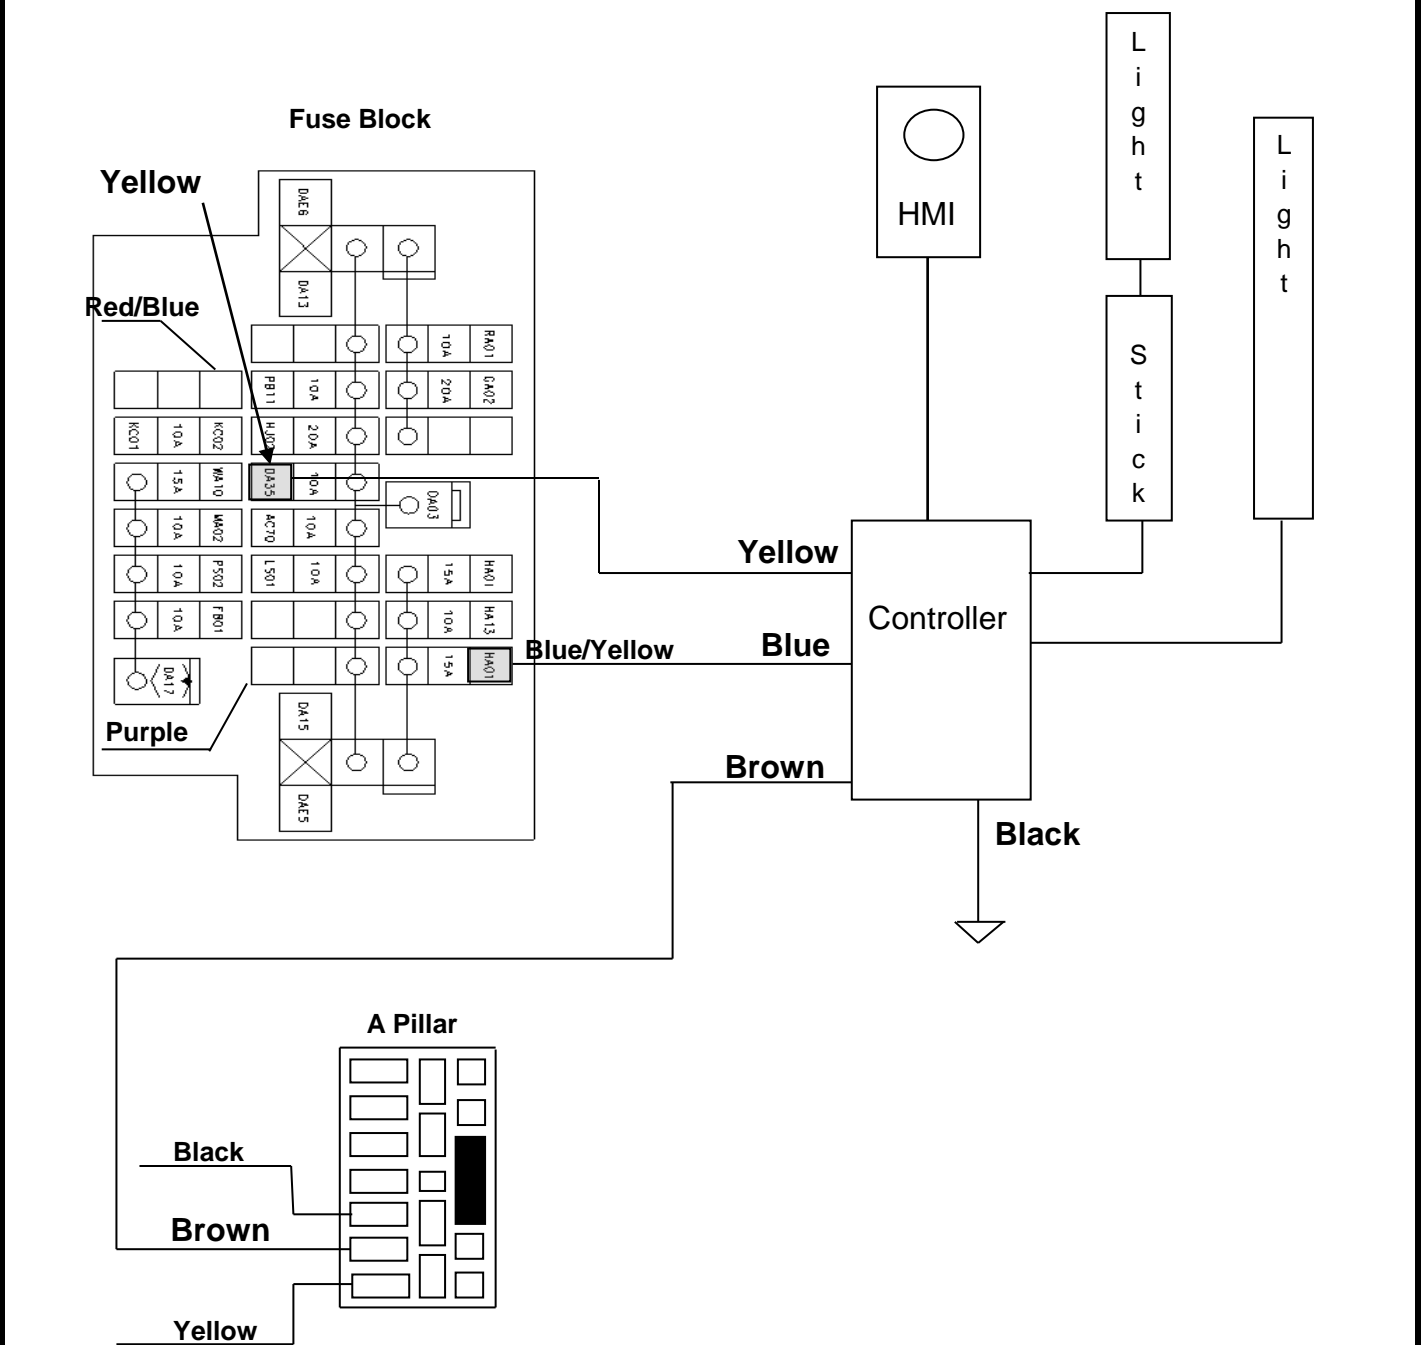 Fuse Block
Yellow
Red/Blue
Purple
DAE6
DA13
10A RA01
PB11 10A
20A GA02
KC01 10A KC02
HJ02 20A
15A WA10
DA35 10A
DA03
10A MA02
AC70 10A
10A PS02
LS01 10A
15A HA01
10A FB01
10A HA13
15A HA01
DA17
DA15
DAE5
Blue/Yellow
Yellow
Blue
Brown
Black
HMI
Controller
Light
Stick
Light
A Pillar
Black
Brown
Yellow